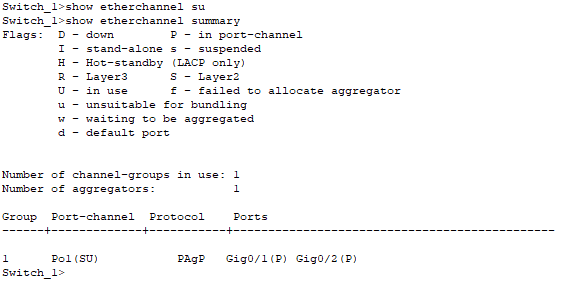 Switch_1>show etherchannel su
Switch_1>show etherchannel summary
Flags:  D - down        P - in port-channel
        I - stand-alone s - suspended
        H - Hot-standby (LACP only)
        R - Layer3      S - Layer2
        U - in use      f - failed to allocate aggregator
        u - unsuitable for bundling
        w - waiting to be aggregated
        d - default port
Number of channel-groups in use: 1
Number of aggregators:           1
Group  Port-channel  Protocol    Ports
------+-------------+-----------+----------------------------------------------
1      Po1(SU)           PAgP   Gig0/1(P) Gig0/2(P)
Switch_1>